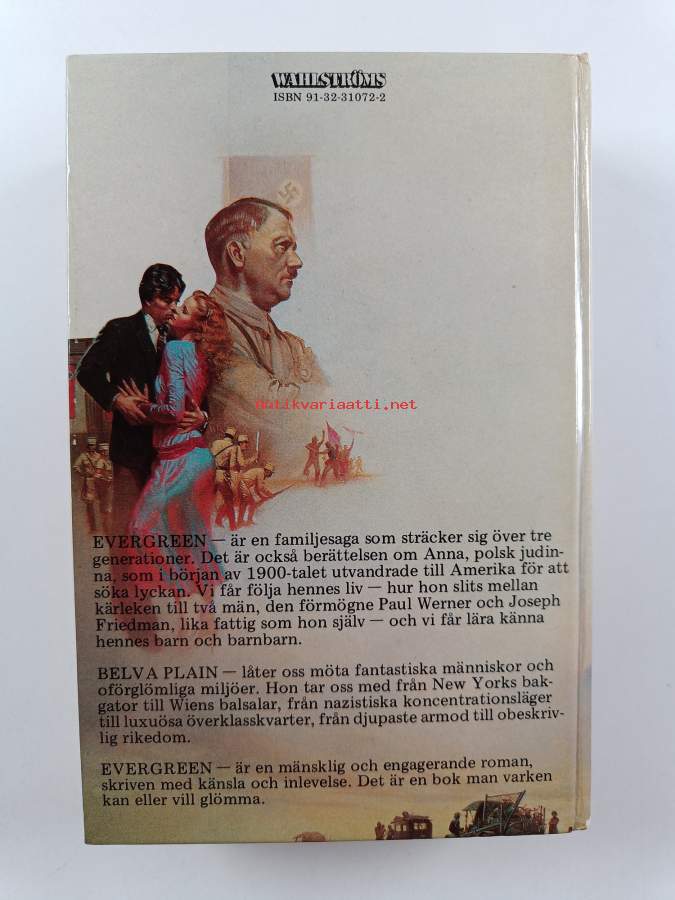 WAHLSTRÖMS
ISBN 91-32-31072-2
antikvariaatti.net
EVERGREEN — är en familjesaga som sträcker sig över tre
generationer. Det är också berättelsen om Anna, polsk judin-
na, som i början av 1900-talet utvandrade till Amerika för att
söka lyckan. Vi får följa hennes liv — hur hon slits mellan
kärleken till två män, den förmögne Paul Werner och Joseph
Friedman, lika fattig som hon själv — och vi får lära känna
hennes barn och barnbarn.
BELVA PLAIN — låter oss möta fantastiska människor och
oförglömliga miljöer. Hon tar oss med från New Yorks bak-
gator till Wiens balsalar, från nazistiska koncentrationsläger
till luxuösa överklasskvarter, från djupaste armod till obeskriv-
lig rikedom.
EVERGREEN — är en mänsklig och engagerande roman,
skriven med känsla och inlevelse. Det är en bok man varken
kan eller vill glömma.